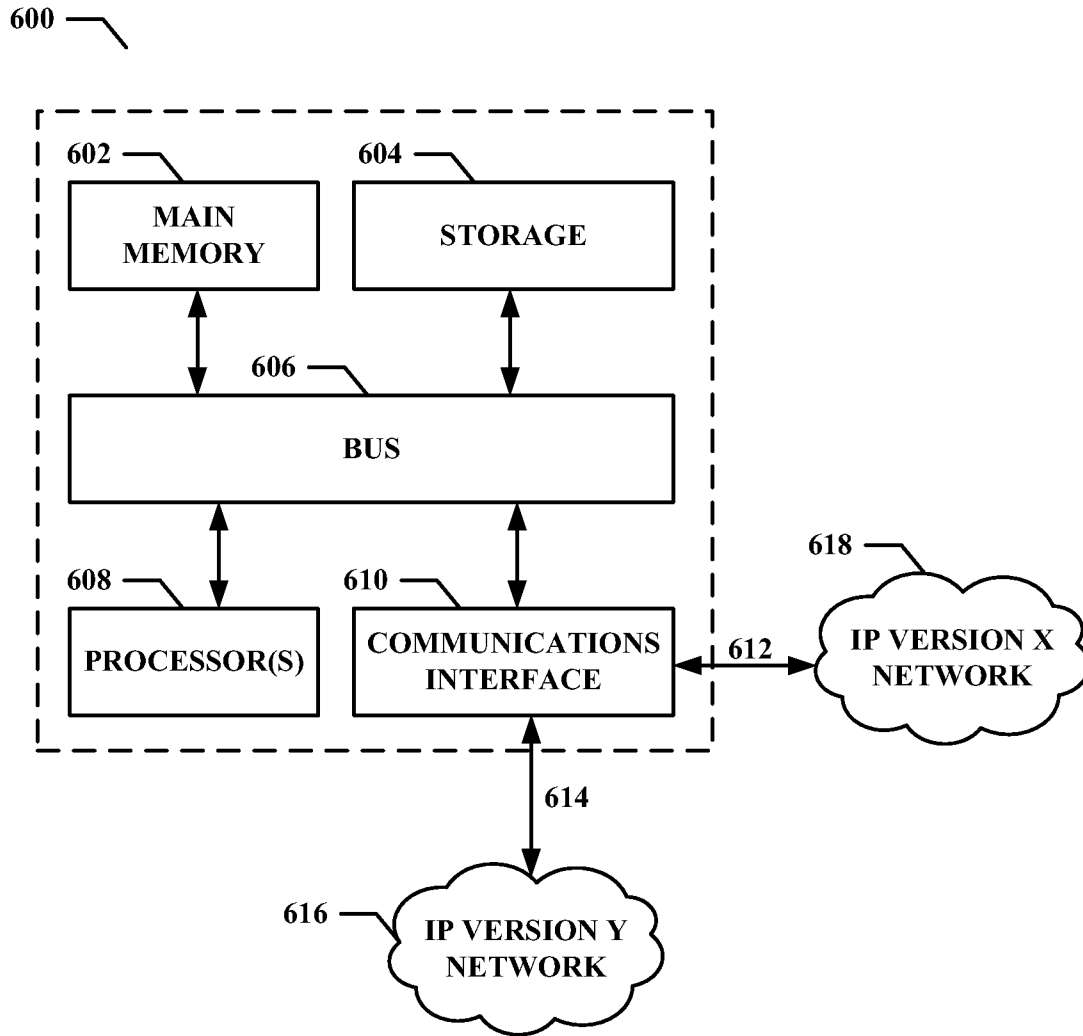 600
602
604
MAIN
MEMORY
STORAGE
606
BUS
608
610
PROCESSOR(S)
COMMUNICATIONS
INTERFACE
612
618
IP VERSION X
NETWORK
614
616
IP VERSION Y
NETWORK